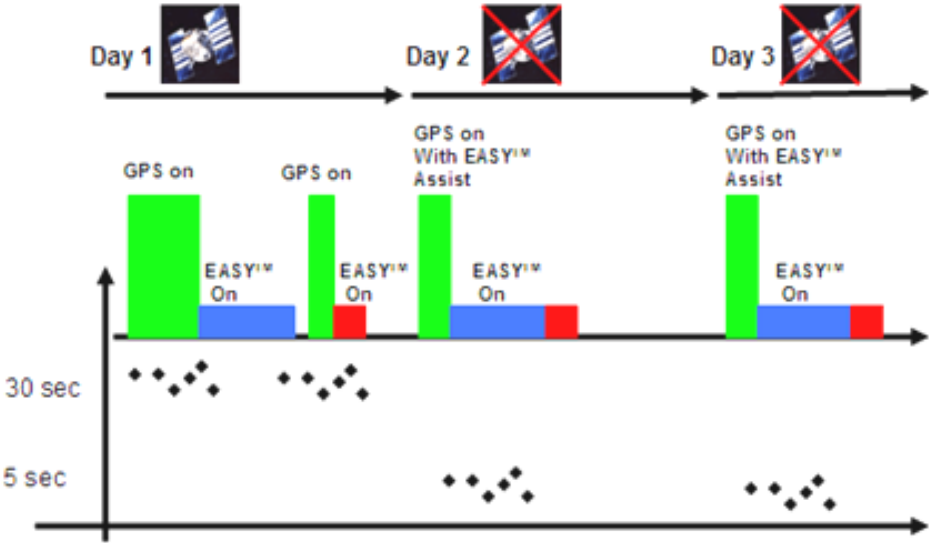 Day 1
Day 2
Day 3
GPS on
With EASY™
Assist
GPS on
With EASY™
Assist
GPS on
GPS on
EASY™
On
EASY™
On
EASY™
On
EASY™
On
30 sec
5 sec